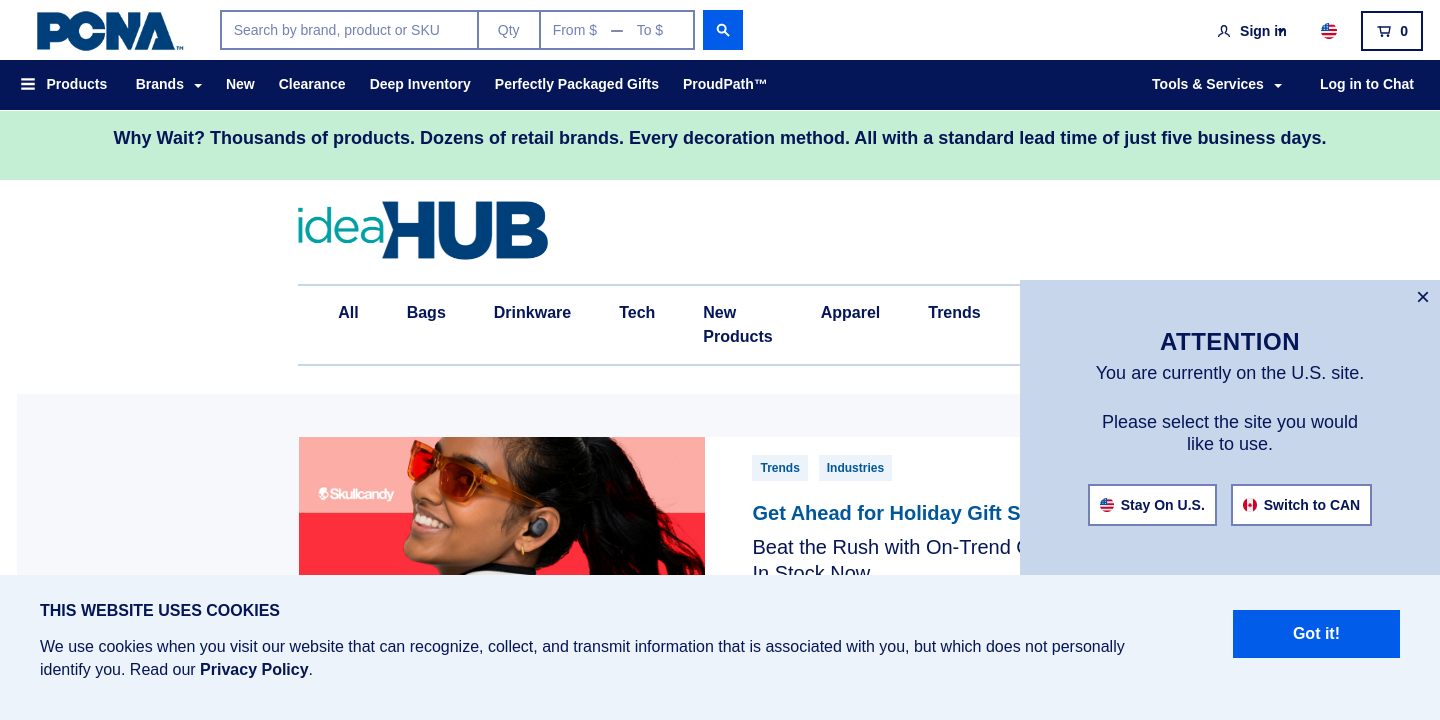 PCNA™
Search by brand, product or SKU
Qty
From $ — To $
Sign in
0
Products
Brands
New
Clearance
Deep Inventory
Perfectly Packaged Gifts
ProudPath™
Tools & Services
Log in to Chat
Why Wait? Thousands of products. Dozens of retail brands. Every decoration method. All with a standard lead time of just five business days.
ideaHUB
All
Bags
Drinkware
Tech
New
Products
Apparel
Trends
×
ATTENTION
You are currently on the U.S. site.
Please select the site you would
like to use.
Stay On U.S.
Switch to CAN
Skullcandy
Trends
Industries
Get Ahead for Holiday Gift S
Beat the Rush with On-Trend
In Stock Now
THIS WEBSITE USES COOKIES
We use cookies when you visit our website that can recognize, collect, and transmit information that is associated with you, but which does not personally
identify you. Read our Privacy Policy.
Got it!